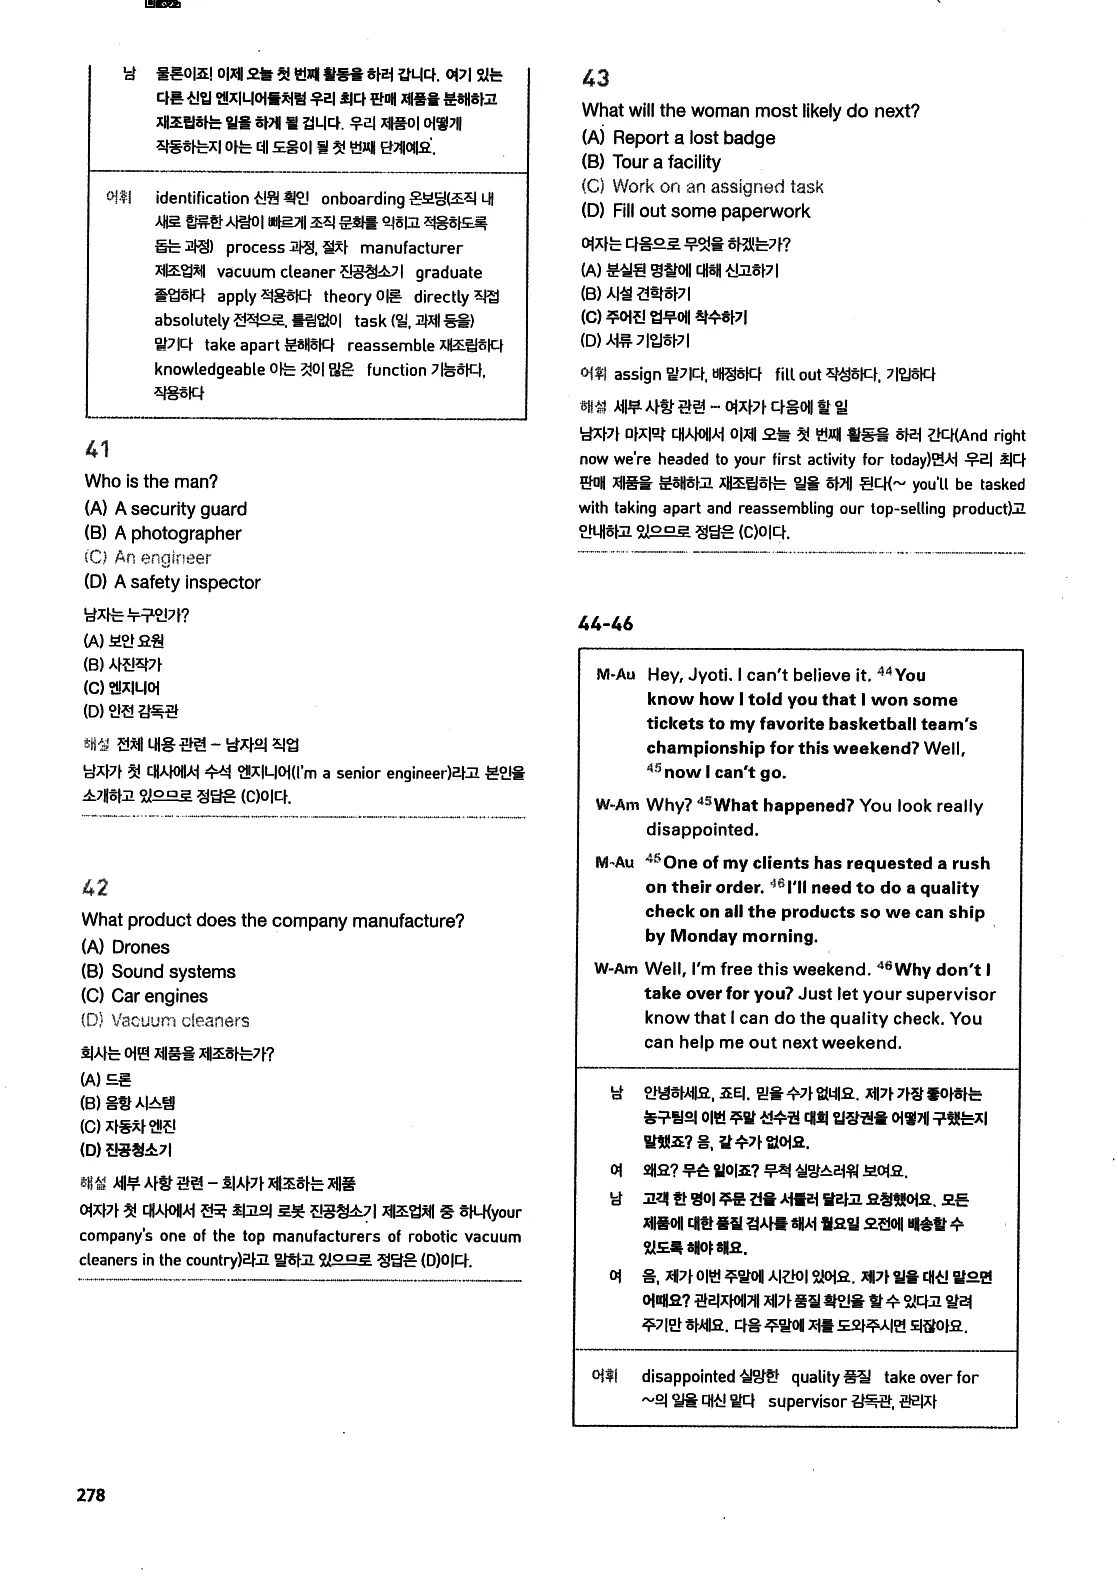 남 물론이죠! 이제 오늘 첫 번째 활동을 하러 갑니다. 여기 있는
다른 신입 엔지니어들처럼 우리 최다 판매 제품을 분해하고
재조립하는 일을 하게 될 겁니다. 우리 제품이 어떻게
작동하는지 아는 데 도움이 될 첫 번째 단계예요.
어휘 identification 신원 확인 onboarding 온보딩(조직 내
새로 합류한 사람이 빠르게 조직 문화를 익히고 적응하도록
돕는 과정) process 과정, 절차 manufacturer
제조업체 vacuum cleaner 진공청소기 graduate
졸업하다 apply 적용하다 theory 이론 directly 직접
absolutely 전적으로, 틀림없이 task (일, 과제 등을)
맡기다 take apart 분해하다 reassemble 재조립하다
knowledgeable 아는 것이 많은 function 기능하다,
작용하다
41
Who is the man?
(A) A security guard
(B) A photographer
(C) An engineer
(D) A safety inspector
남자는 누구인가?
(A) 보안 요원
(B) 사진작가
(C) 엔지니어
(D) 안전 감독관
해설 전체 내용 관련 – 남자의 직업
남자가 첫 대사에서 수석 엔지니어(I'm a senior engineer)라고 본인을
소개하고 있으므로 정답은 (C)이다.
42
What product does the company manufacture?
(A) Drones
(B) Sound systems
(C) Car engines
(D) Vacuum cleaners
회사는 어떤 제품을 제조하는가?
(A) 드론
(B) 음향 시스템
(C) 자동차 엔진
(D) 진공청소기
해설 세부 사항 관련 – 회사가 제조하는 제품
여자가 첫 대사에서 전국 최고의 로봇 진공청소기 제조업체 중 하나(your
company's one of the top manufacturers of robotic vacuum
cleaners in the country)라고 말하고 있으므로 정답은 (D)이다.
278
43
What will the woman most likely do next?
(A) Report a lost badge
(B) Tour a facility
(C) Work on an assigned task
(D) Fill out some paperwork
여자는 다음으로 무엇을 하겠는가?
(A) 분실된 명찰에 대해 신고하기
(B) 시설 견학하기
(C) 주어진 업무에 착수하기
(D) 서류 기입하기
어휘 assign 맡기다, 배정하다 fill out 작성하다, 기입하다
해설 세부 사항 관련 – 여자가 다음에 할 일
남자가 마지막 대사에서 이제 오늘 첫 번째 활동을 하러 간다(And right
now we're headed to your first activity for today)면서 우리 최다
판매 제품을 분해하고 재조립하는 일을 하게 된다(~ you'll be tasked
with taking apart and reassembling our top-selling product)고
안내하고 있으므로 정답은 (C)이다.
44-46
M-Au Hey, Jyoti. I can't believe it. 44You
know how I told you that I won some
tickets to my favorite basketball team's
championship for this weekend? Well,
45now I can't go.
W-Am Why? 45What happened? You look really
disappointed.
M-Au 45One of my clients has requested a rush
on their order. 46I'll need to do a quality
check on all the products so we can ship
by Monday morning.
W-Am Well, I'm free this weekend. 46Why don't I
take over for you? Just let your supervisor
know that I can do the quality check. You
can help me out next weekend.
남 안녕하세요, 죠티. 믿을 수가 없네요. 제가 가장 좋아하는
농구팀의 이번 주말 선수권 대회 입장권을 어떻게 구했는지
말했죠? 음, 갈 수가 없어요.
여 왜요? 무슨 일이죠? 무척 실망스러워 보여요.
남 고객 한 명이 주문 건을 서둘러 달라고 요청했어요. 모든
제품에 대한 품질 검사를 해서 월요일 오전에 배송할 수
있도록 해야 해요.
여 음, 제가 이번 주말에 시간이 있어요. 제가 일을 대신 맡으면
어때요? 관리자에게 제가 품질 확인을 할 수 있다고 알려
주기만 하세요. 다음 주말에 저를 도와주시면 되잖아요.
어휘 disappointed 실망한 quality 품질 take over for
~의 일을 대신 맡다 supervisor 감독관, 관리자